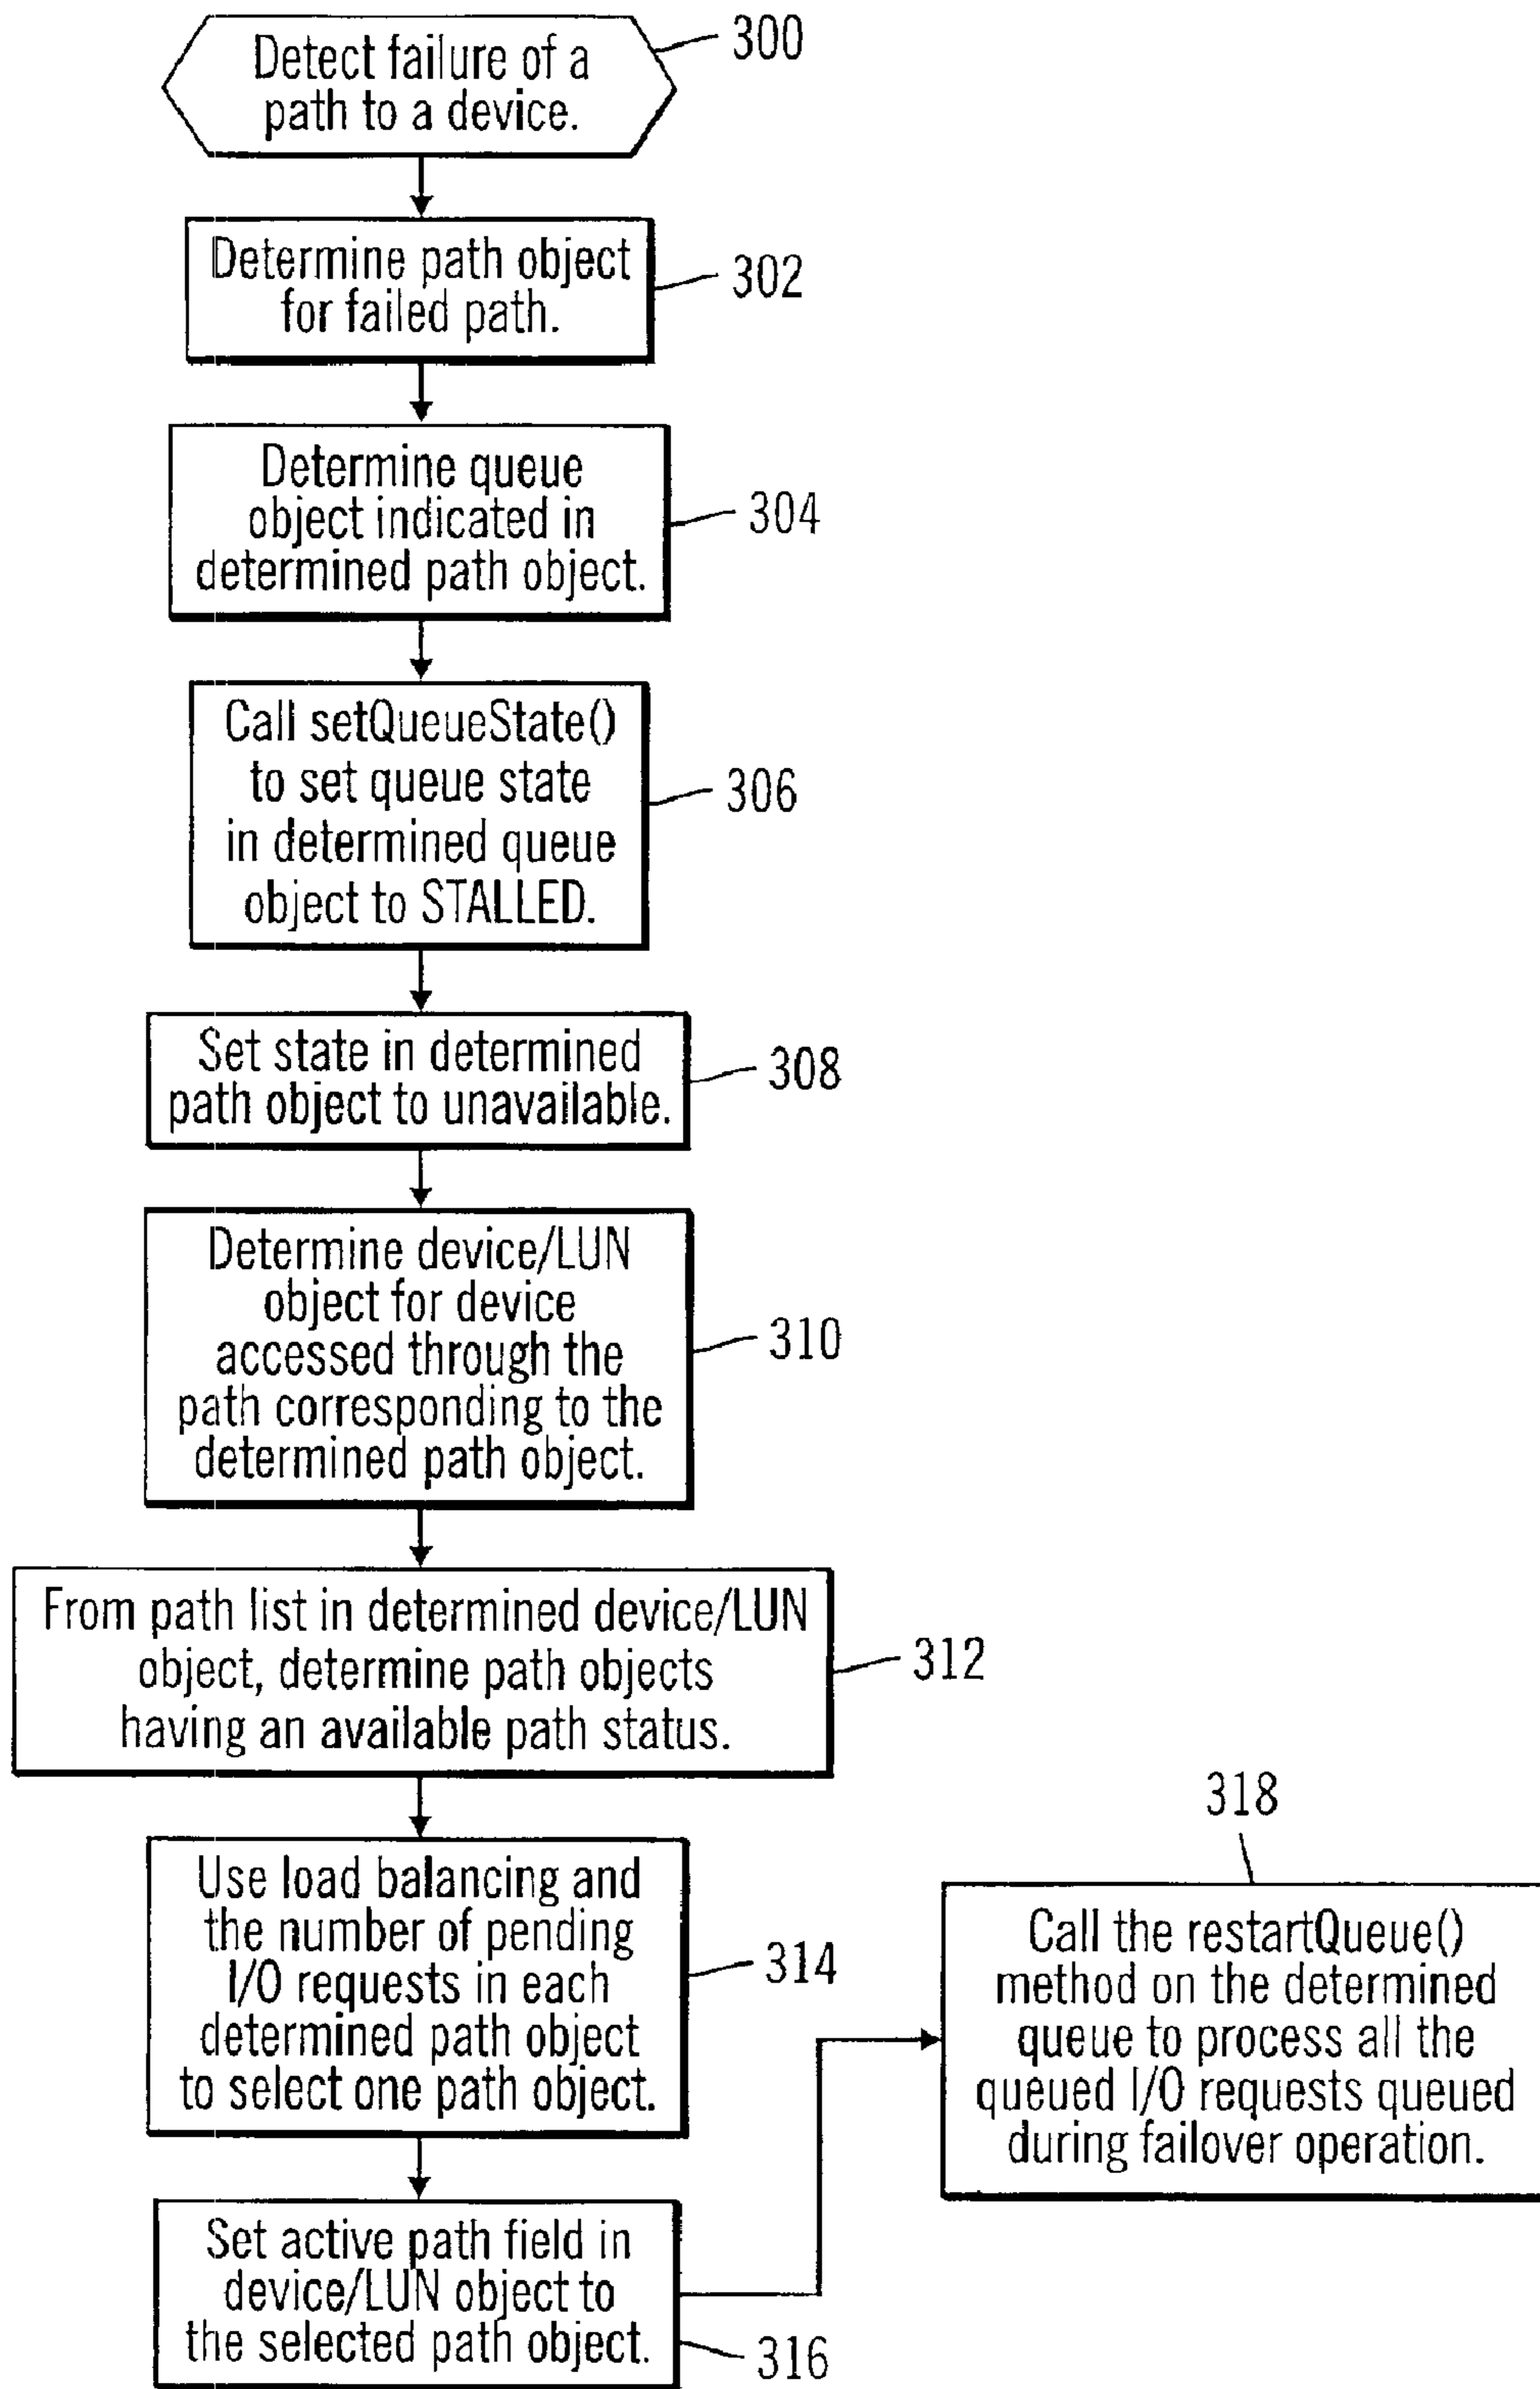 Detect failure of a
path to a device.
300
Determine path object
for failed path.
302
Determine queue
object indicated in
determined path object.
304
Call setQueueState()
to set queue state
in determined queue
object to STALLED.
306
Set state in determined
path object to unavailable.
308
Determine device/LUN
object for device
accessed through the
path corresponding to the
determined path object.
310
From path list in determined device/LUN
object, determine path objects
having an available path status.
312
Use load balancing and
the number of pending
I/O requests in each
determined path object
to select one path object.
314
Set active path field in
device/LUN object to
the selected path object.
316
318
Call the restartQueue()
method on the determined
queue to process all the
queued I/O requests queued
during failover operation.